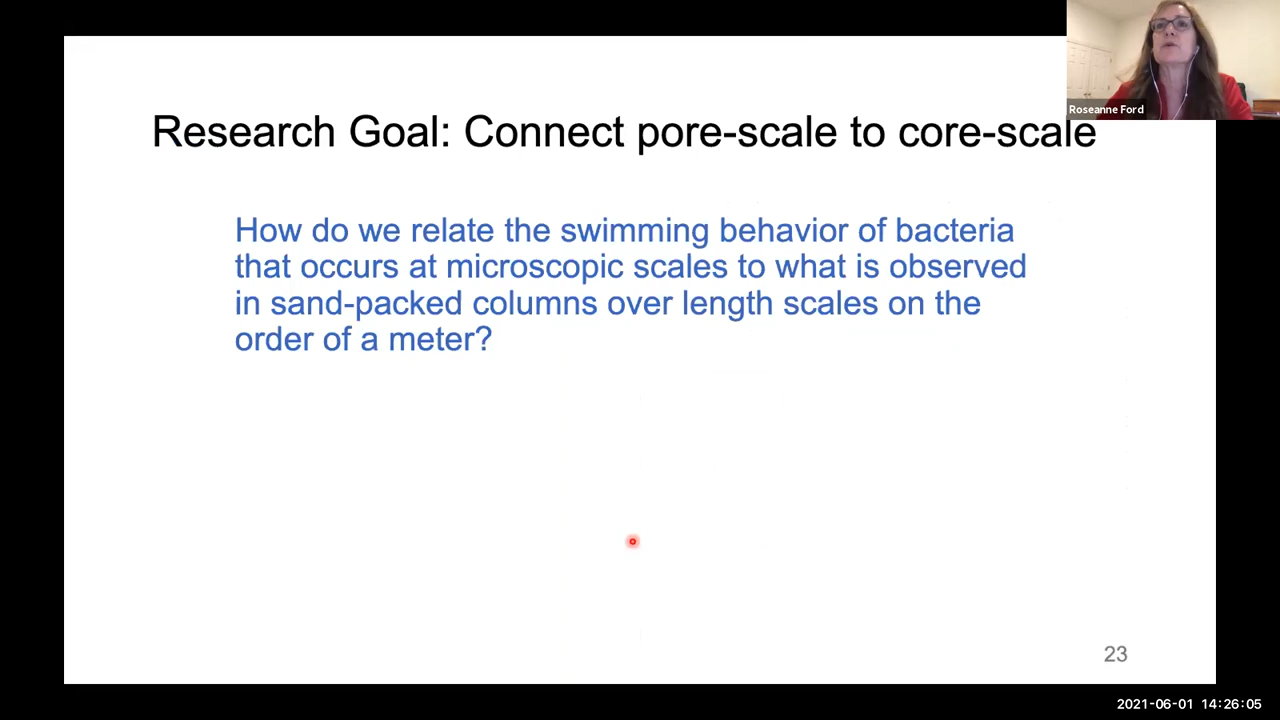 Roseanne Ford
Research Goal: Connect pore-scale to core-scale
How do we relate the swimming behavior of bacteria
that occurs at microscopic scales to what is observed
in sand-packed columns over length scales on the
order of a meter?
23
2021-06-01 14:26:05